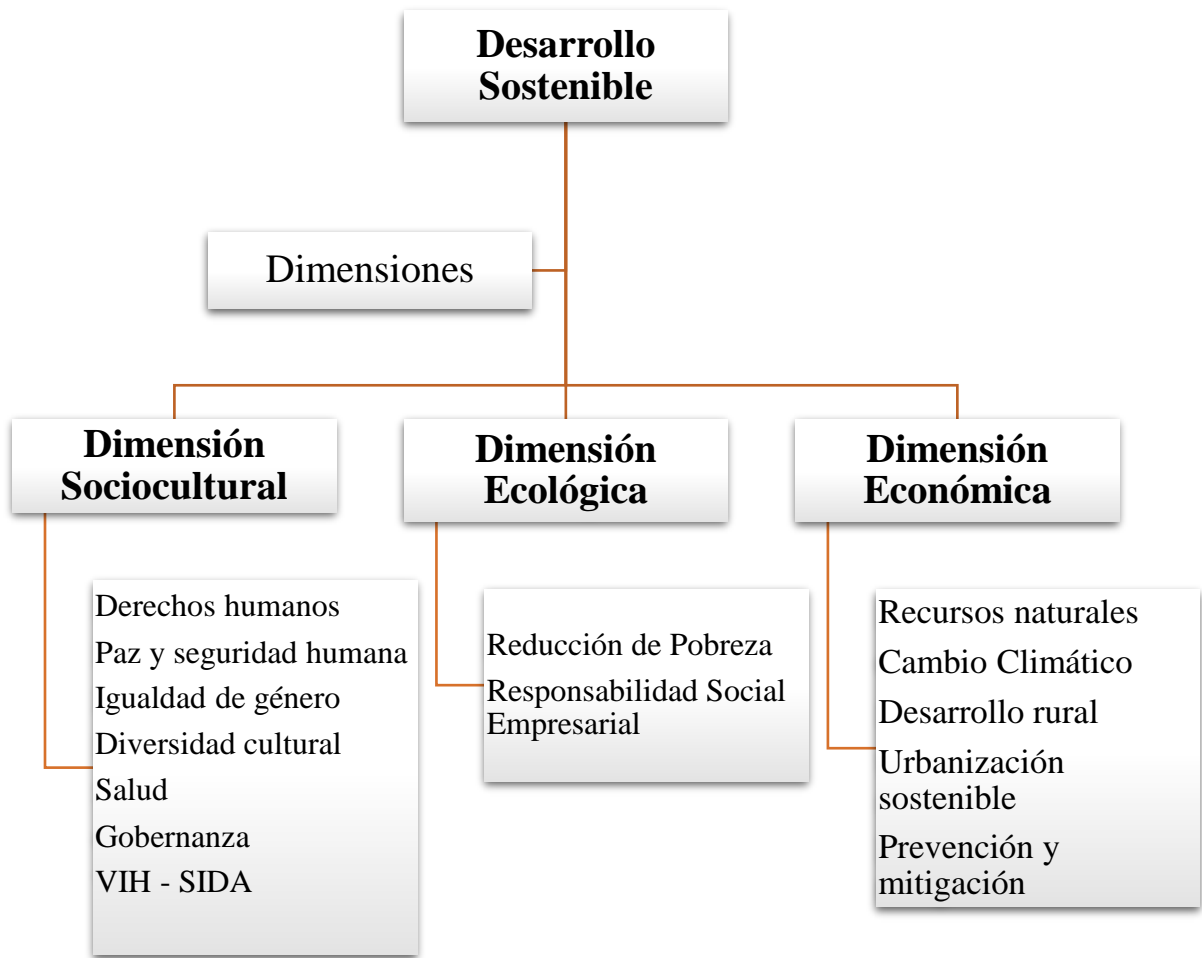 Desarrollo
Sostenible
Dimensiones
Dimensión
Sociocultural
Derechos humanos
Paz y seguridad humana
Igualdad de género
Diversidad cultural
Salud
Gobernanza
VIH - SIDA
Dimensión
Ecológica
Reducción de Pobreza
Responsabilidad Social
Empresarial
Dimensión
Económica
Recursos naturales
Cambio Climático
Desarrollo rural
Urbanización
sostenible
Prevención y
mitigación